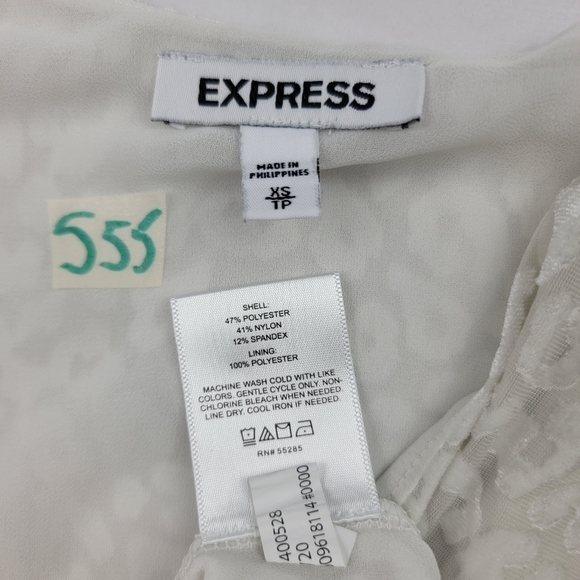 EXPRESS
MADE IN
PHILIPPINES
XS
TP
555
SHELL:
47% POLYESTER
41% NYLON
12% SPANDEX
LINING:
100% POLYESTER
MACHINE WASH COLD WITH LIKE
COLORS. GENTLE CYCLE ONLY. NON-
CHLORINE BLEACH WHEN NEEDED.
LINE DRY. COOL IRON IF NEEDED.
RN# 55285
400528
720
009618114#0000